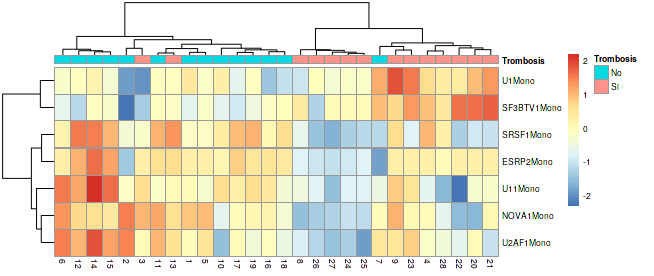 Trombosis
U1Mono
SF3BTV1Mono
SRSF1Mono
ESRP2Mono
U11Mono
NOVA1Mono
U2AF1Mono
6 12 14 15 2 3 11 13 1 5 10 17 19 16 18 8 26 27 24 25 7 9 23 4 28 22 20 21
2
1
0
-1
-2
Trombosis
No
SI